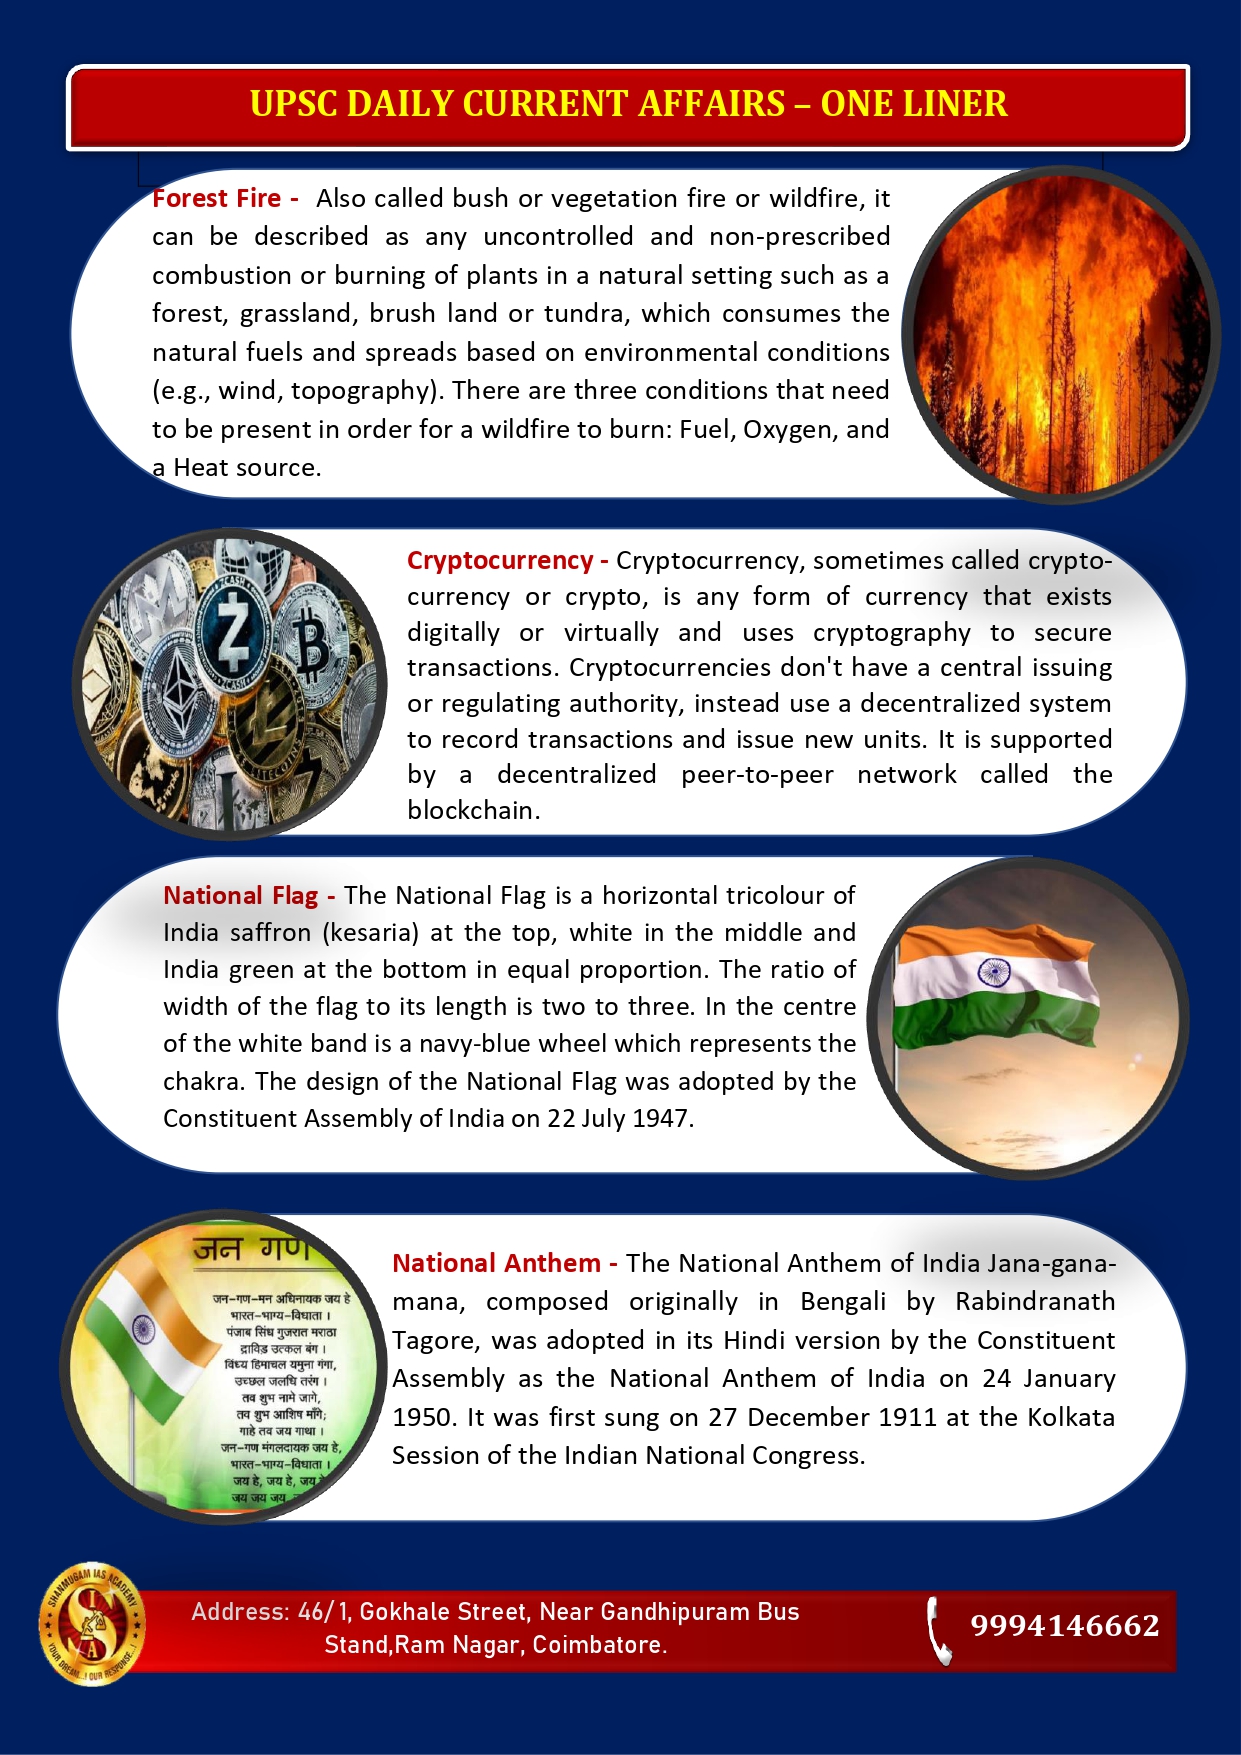 UPSC DAILY CURRENT AFFAIRS – ONE LINER
Forest Fire - Also called bush or vegetation fire or wildfire, it
can be described as any uncontrolled and non-prescribed
combustion or burning of plants in a natural setting such as a
forest, grassland, brush land or tundra, which consumes the
natural fuels and spreads based on environmental conditions
(e.g., wind, topography). There are three conditions that need
to be present in order for a wildfire to burn: Fuel, Oxygen, and
a Heat source.
Cryptocurrency - Cryptocurrency, sometimes called crypto-
currency or crypto, is any form of currency that exists
digitally or virtually and uses cryptography to secure
transactions. Cryptocurrencies don't have a central issuing
or regulating authority, instead use a decentralized system
to record transactions and issue new units. It is supported
by a decentralized peer-to-peer network called the
blockchain.
National Flag - The National Flag is a horizontal tricolour of
India saffron (kesaria) at the top, white in the middle and
India green at the bottom in equal proportion. The ratio of
width of the flag to its length is two to three. In the centre
of the white band is a navy-blue wheel which represents the
chakra. The design of the National Flag was adopted by the
Constituent Assembly of India on 22 July 1947.
जन गण
जन-गण-मन अधिनायक जय हे
भारत-भाग्य-विधाता ।
पंजाब सिंध गुजरात मराठा
द्राविड़ उत्कल बंग ।
विंध्य हिमाचल यमुना गंगा,
उच्छल जलधि तरंग ।
तव शुभ नामे जागे,
तव शुभ आशिष माँगे;
गाहे तव जय गाथा ।
जन-गण मंगलदायक जय हे,
भारत-भाग्य-विधाता ।
जय हे, जय हे, जय
जय जय जय
National Anthem - The National Anthem of India Jana-gana-
mana, composed originally in Bengali by Rabindranath
Tagore, was adopted in its Hindi version by the Constituent
Assembly as the National Anthem of India on 24 January
1950. It was first sung on 27 December 1911 at the Kolkata
Session of the Indian National Congress.
SHANMUGAM IAS ACADEMY
SIA
YOUR DREAM...! OUR RESPONSE...!
Address: 46/1, Gokhale Street, Near Gandhipuram Bus
Stand,Ram Nagar, Coimbatore.
9994146662